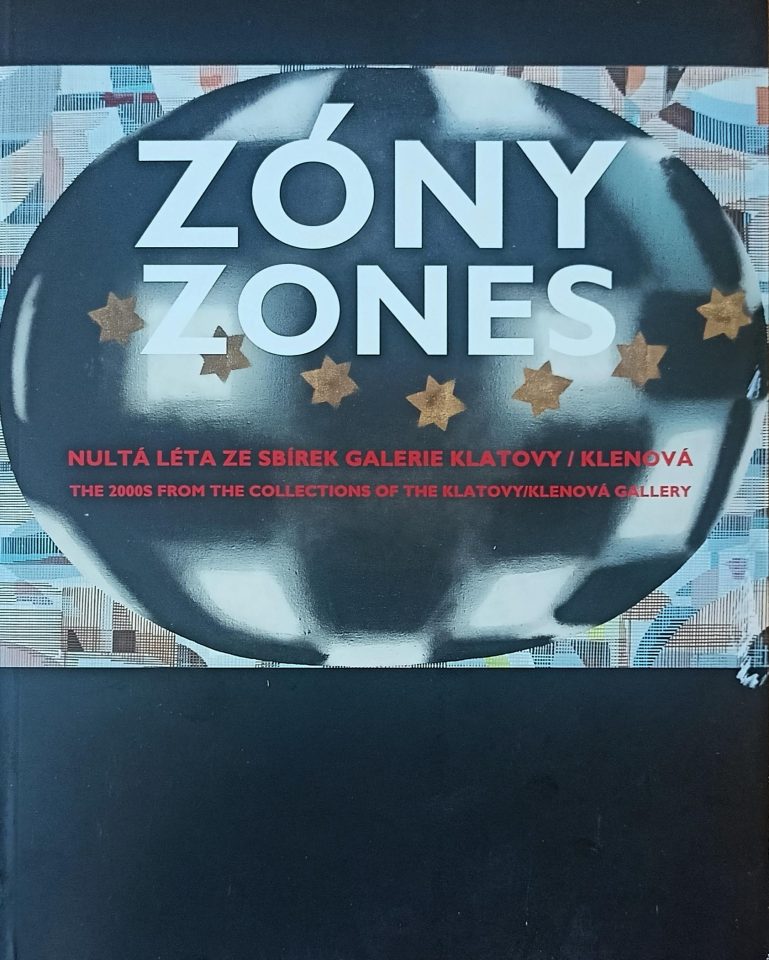 ZÓNY
ZONES
NULTÁ LÉTA ZE SBÍREK GALERIE KLATOVY / KLENOVÁ
THE 2000S FROM THE COLLECTIONS OF THE KLATOVY/KLENOVÁ GALLERY